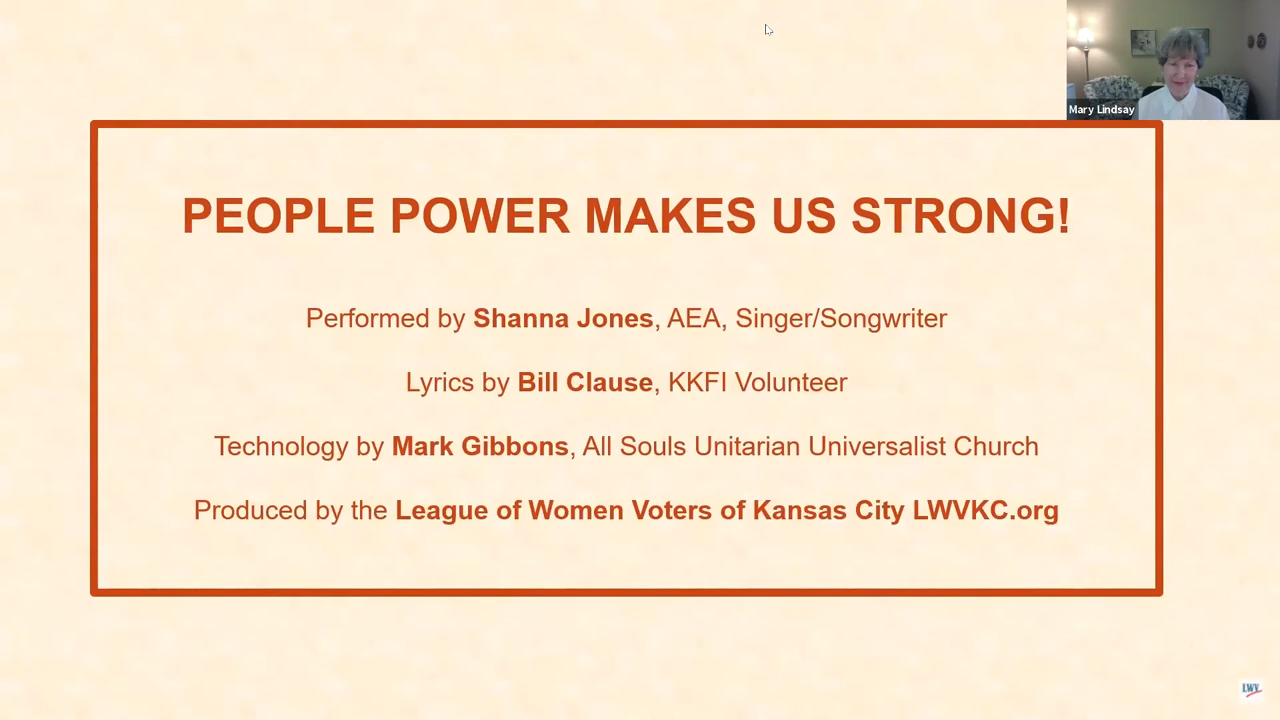 Mary Lindsay
PEOPLE POWER MAKES US STRONG!
Performed by Shanna Jones, AEA, Singer/Songwriter
Lyrics by Bill Clause, KKFI Volunteer
Technology by Mark Gibbons, All Souls Unitarian Universalist Church
Produced by the League of Women Voters of Kansas City LWVKC.org
LWV